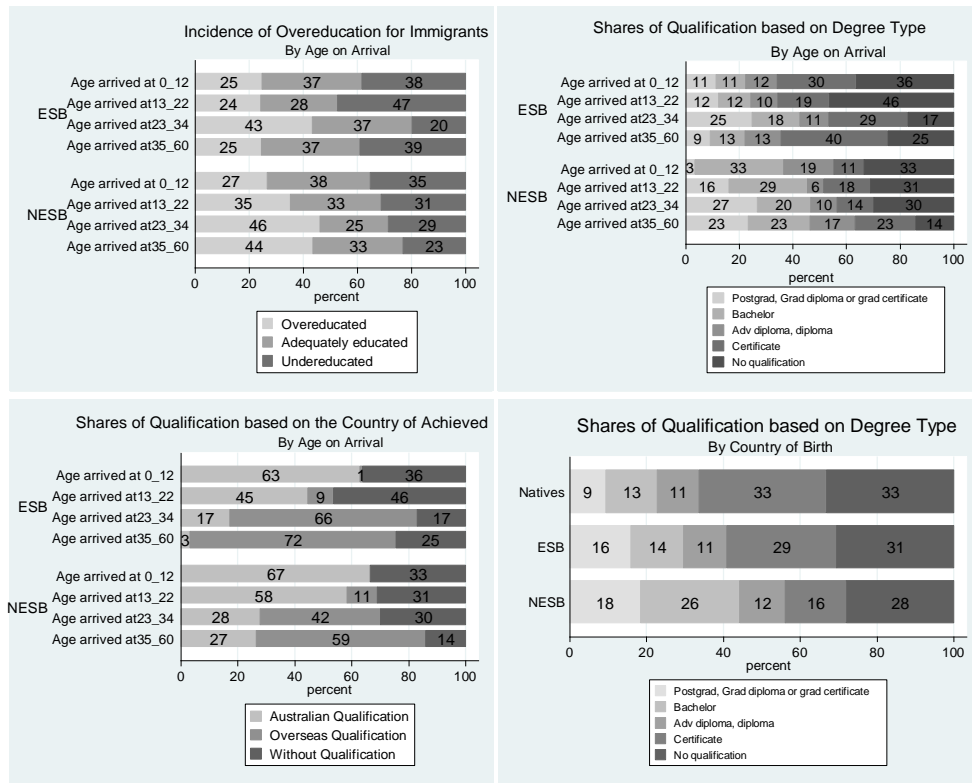 Incidence of Overeducation for Immigrants
By Age on Arrival
ESB
Age arrived at 0_12 25 37 38
Age arrived at13_22 24 28 47
Age arrived at23_34 43 37 20
Age arrived at35_60 25 37 39
NESB
Age arrived at 0_12 27 38 35
Age arrived at13_22 35 33 31
Age arrived at23_34 46 25 29
Age arrived at35_60 44 33 23
0 20 40 60 80 100
percent
Overeducated
Adequately educated
Undereducated
Shares of Qualification based on Degree Type
By Age on Arrival
ESB
Age arrived at 0_12 11 11 12 30 36
Age arrived at13_22 12 12 10 19 46
Age arrived at23_34 25 18 11 29 17
Age arrived at35_60 9 13 13 40 25
NESB
Age arrived at 0_12 3 33 19 11 33
Age arrived at13_22 16 29 6 18 31
Age arrived at23_34 27 20 10 14 30
Age arrived at35_60 23 23 17 23 14
0 20 40 60 80 100
percent
Postgrad, Grad diploma or grad certificate
Bachelor
Adv diploma, diploma
Certificate
No qualification
Shares of Qualification based on the Country of Achieved
By Age on Arrival
ESB
Age arrived at 0_12 63 1 36
Age arrived at13_22 45 9 46
Age arrived at23_34 17 66 17
Age arrived at35_60 3 72 25
NESB
Age arrived at 0_12 67 33
Age arrived at13_22 58 11 31
Age arrived at23_34 28 42 30
Age arrived at35_60 27 59 14
0 20 40 60 80 100
percent
Australian Qualification
Overseas Qualification
Without Qualification
Shares of Qualification based on Degree Type
By Country of Birth
Natives 9 13 11 33 33
ESB 16 14 11 29 31
NESB 18 26 12 16 28
0 20 40 60 80 100
percent
Postgrad, Grad diploma or grad certificate
Bachelor
Adv diploma, diploma
Certificate
No qualification